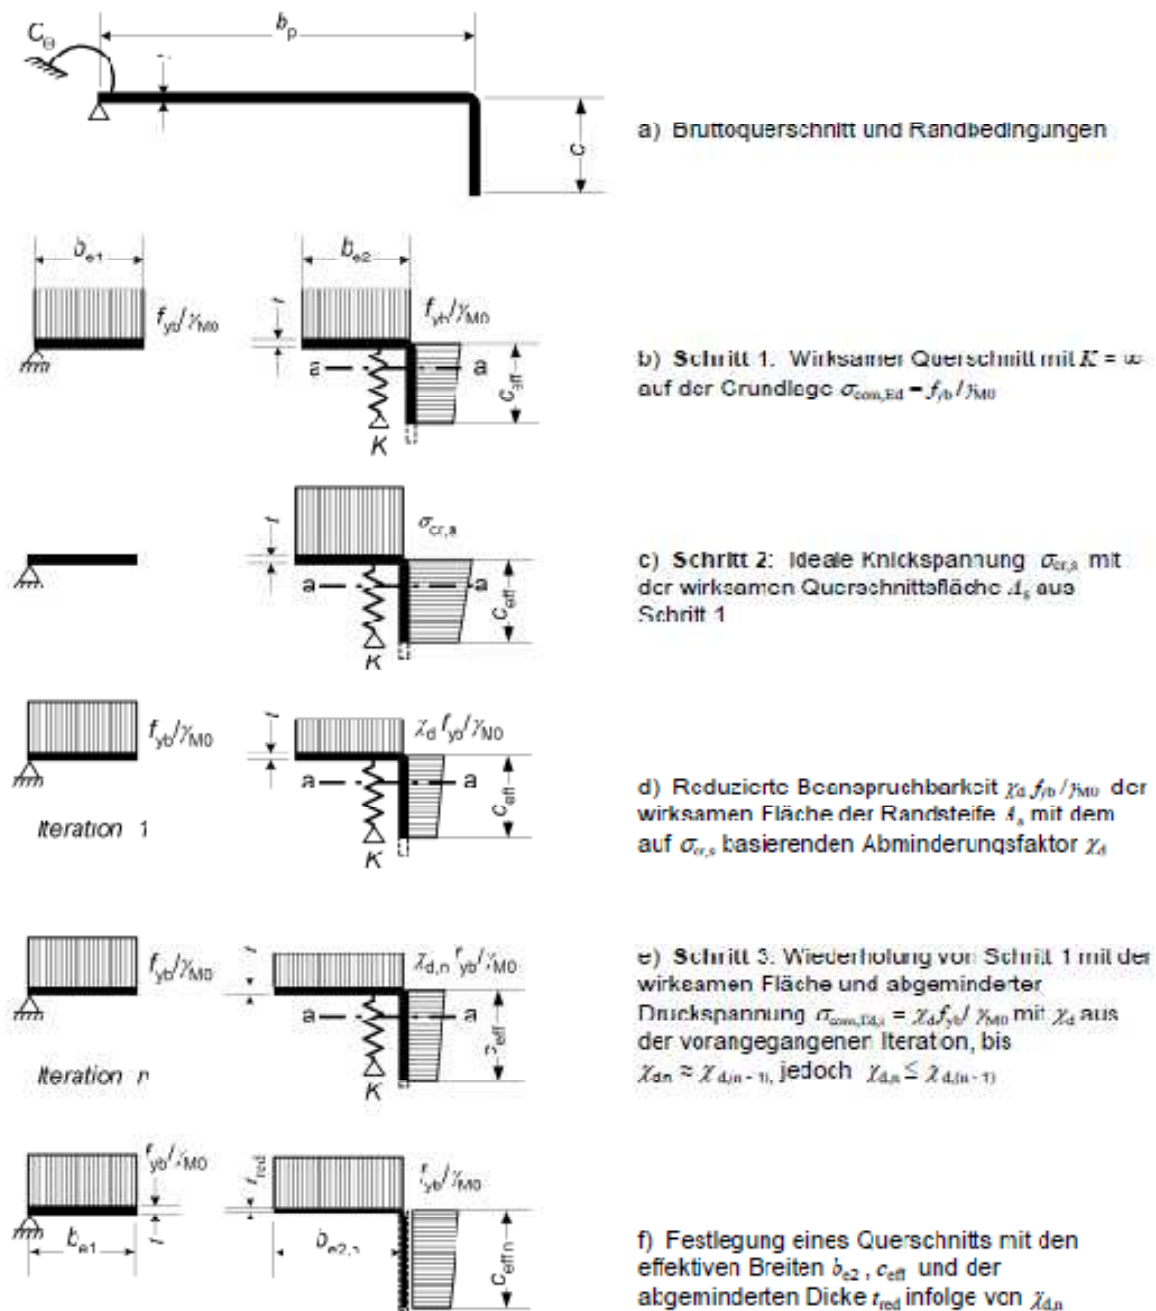 b_p
C_Θ
t
c
a) Bruttoquerschnitt und Randbedingungen
b_e1
b_e2
t
f_yb/γ_M0
f_yb/γ_M0
a
a
c_eff
K
b) Schritt 1. Wirksamer Querschnitt mit K = ∞
auf der Grundlage σ_com,Ed = f_yb/γ_M0
t
σ_cr,s
a
a
c_eff
K
c) Schritt 2: Ideale Knickspannung σ_cr,s mit
der wirksamen Querschnittsfläche A_s aus
Schritt 1
f_yb/γ_M0
t
χ_d f_yb/γ_M0
a
a
c_eff
K
Iteration 1
d) Reduzierte Beanspruchbarkeit χ_d f_yb/γ_M0 der
wirksamen Fläche der Randsteife A_s mit dem
auf σ_cr,s basierenden Abminderungsfaktor χ_d
f_yb/γ_M0
t
χ_d,n f_yb/γ_M0
a
a
c_eff
K
Iteration n
e) Schritt 3. Wiederholung von Schritt 1 mit der
wirksamen Fläche und abgeminderter
Druckspannung σ_com,Ed,i = χ_d f_yb/γ_M0 mit χ_d aus
der vorangegangenen Iteration, bis
χ_d,n ≈ χ_d,(n-1), jedoch χ_d,n ≤ χ_d,(n-1)
f_yb/γ_M0
t
b_e1
t_red
f_yb/γ_M0
b_e2,n
c_eff,n
f) Festlegung eines Querschnitts mit den
effektiven Breiten b_e2 , c_eff und der
abgeminderten Dicke t_red infolge von χ_d,n